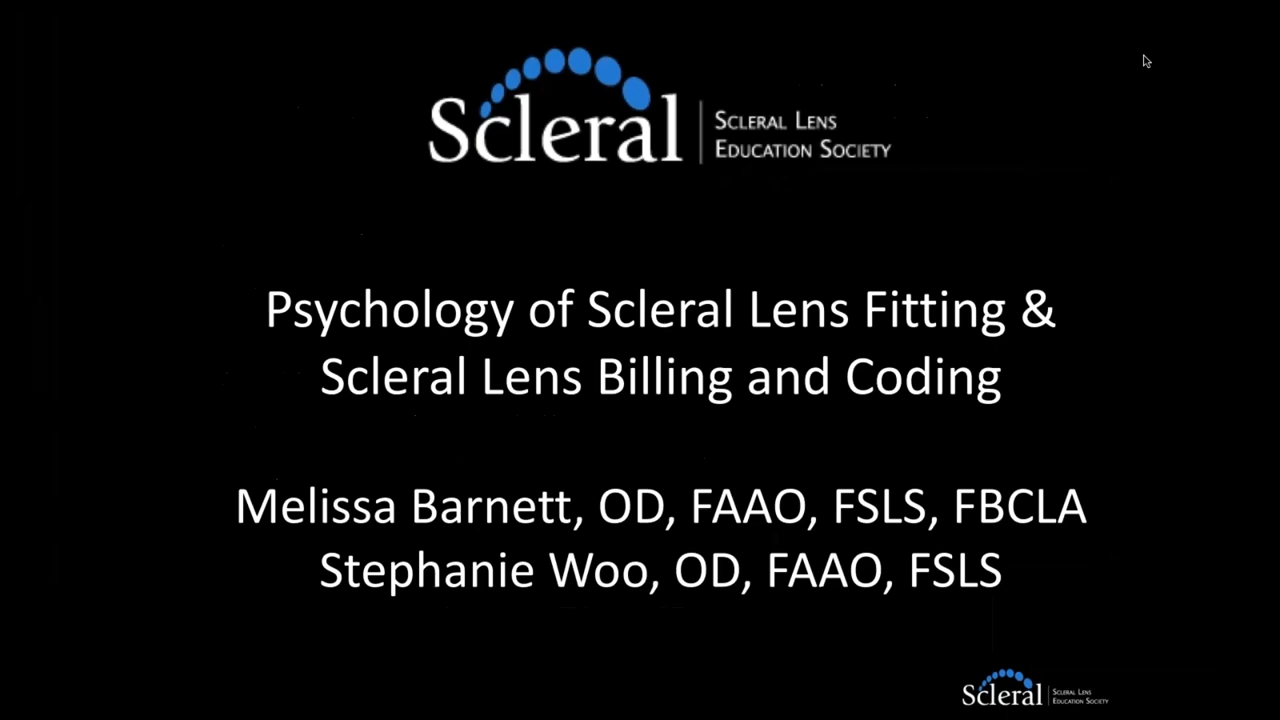 Scleral
SCLERAL LENS
EDUCATION SOCIETY
Psychology of Scleral Lens Fitting &
Scleral Lens Billing and Coding
Melissa Barnett, OD, FAAO, FSLS, FBCLA
Stephanie Woo, OD, FAAO, FSLS
Scleral
SCLERAL LENS
EDUCATION SOCIETY